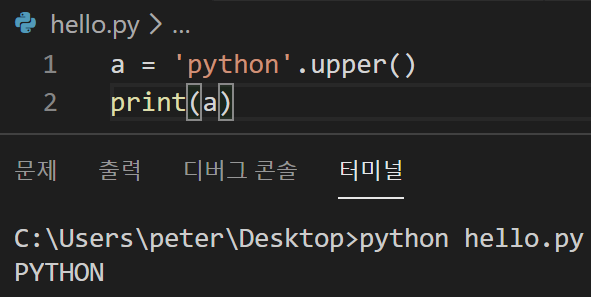 hello.py > ...
1 a = 'python'.upper()
2 print(a)
문제 출력 디버그 콘솔 터미널
C:\Users\peter\Desktop>python hello.py
PYTHON